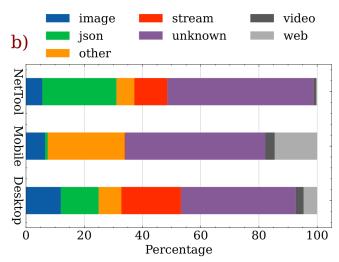 image stream video
b) json unknown web
other
NetTool
Mobile
Desktop
0 20 40 60 80 100
Percentage